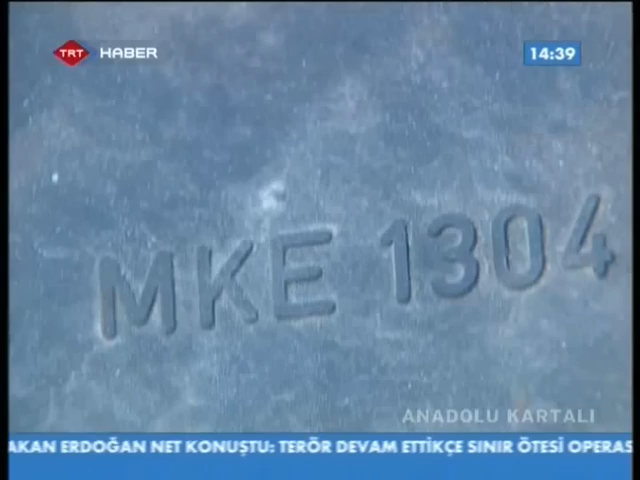 TRT HABER
14:39
MKE 1304
ANADOLU KARTALI
AKAN ERDOĞAN NET KONUŞTU: TERÖR DEVAM ETTİKÇE SINIR ÖTESİ OPERAS